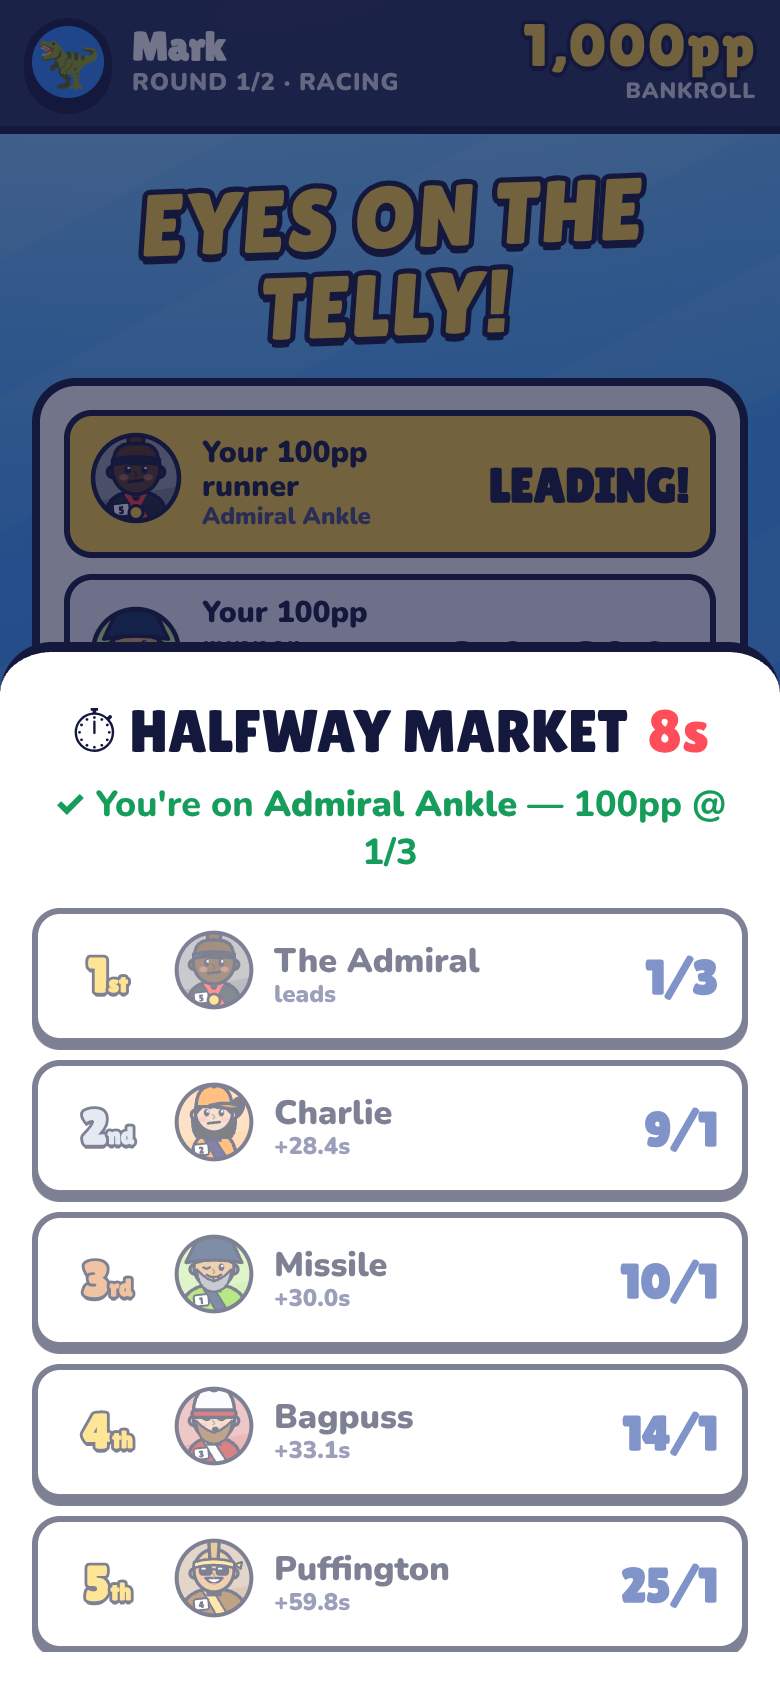 Mark
ROUND 1/2 · RACING
1,000pp
BANKROLL
EYES ON THE
TELLY!
Your 100pp
runner
Admiral Ankle
LEADING!
Your 100pp
HALFWAY MARKET 8s
✓ You're on Admiral Ankle — 100pp @
1/3
1st
The Admiral
leads
1/3
2nd
Charlie
+28.4s
9/1
3rd
Missile
+30.0s
10/1
4th
Bagpuss
+33.1s
14/1
5th
Puffington
+59.8s
25/1